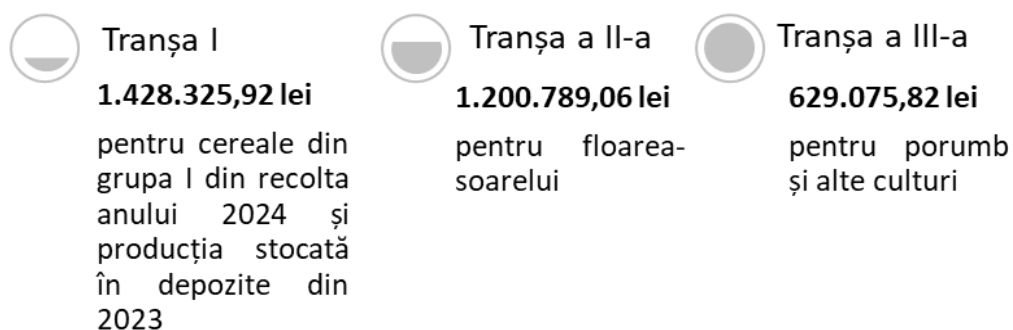 Tranșa I
1.428.325,92 lei
pentru cereale din
grupa I din recolta
anului 2024 și
producția stocată
în depozite din
2023
Tranșa a II-a
1.200.789,06 lei
pentru floarea-
soarelui
Tranșa a III-a
629.075,82 lei
pentru porumb
și alte culturi